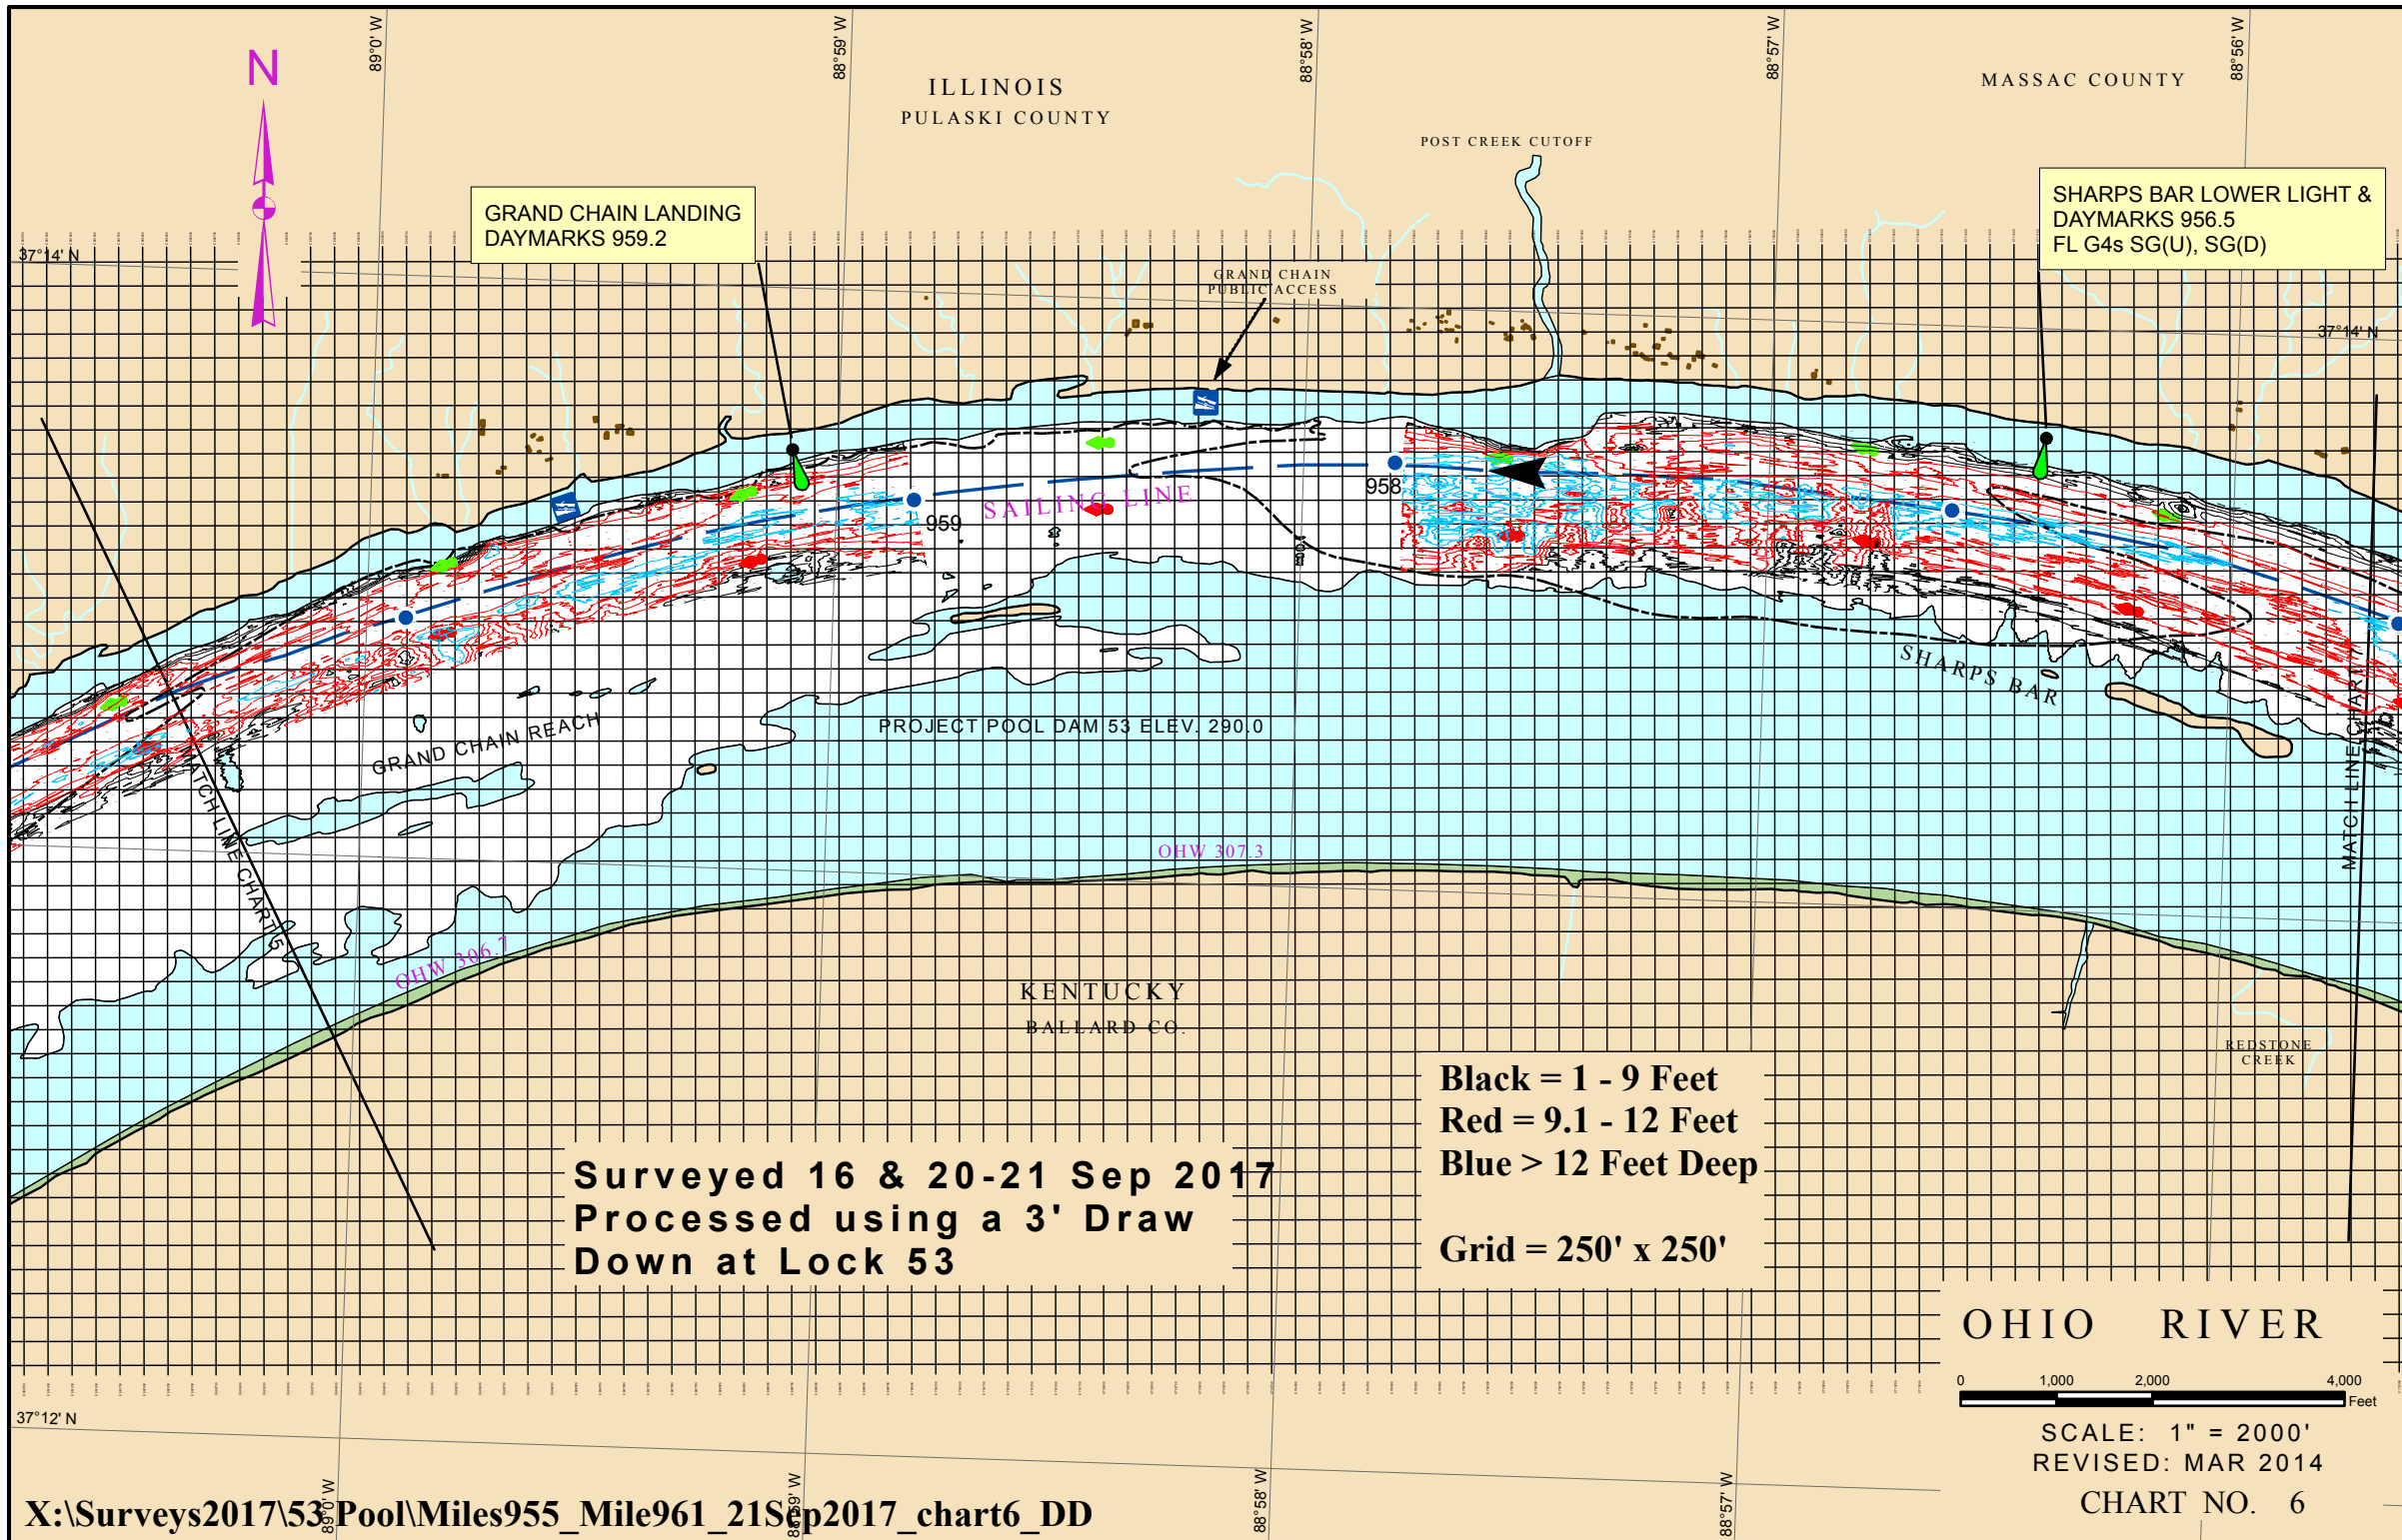 89°0' W
88°59' W
88°58' W
88°57' W
88°56' W
N
ILLINOIS
PULASKI COUNTY
MASSAC COUNTY
POST CREEK CUTOFF
GRAND CHAIN LANDING
DAYMARKS 959.2
SHARPS BAR LOWER LIGHT &
DAYMARKS 956.5
FL G4s SG(U), SG(D)
37°14' N
GRAND CHAIN
PUBLIC ACCESS
37°14' N
958
SAILING LINE
959
SHARPS BAR
GRAND CHAIN REACH
PROJECT POOL DAM 53 ELEV. 290.0
MATCH LINE CHART 5
OHW 307.3
OHW 306.7
KENTUCKY
BALLARD CO.
REDSTONE
CREEK
Black = 1 - 9 Feet
Red = 9.1 - 12 Feet
Blue > 12 Feet Deep
Grid = 250' x 250'
Surveyed 16 & 20-21 Sep 2017
Processed using a 3' Draw
Down at Lock 53
OHIO RIVER
0 1,000 2,000 4,000
Feet
SCALE: 1" = 2000'
REVISED: MAR 2014
CHART NO. 6
37°12' N
89°0' W
88°59' W
88°58' W
88°57' W
X:\Surveys2017\53 Pool\Miles955_Mile961_21Sep2017_chart6_DD
MATCH LINE CHART